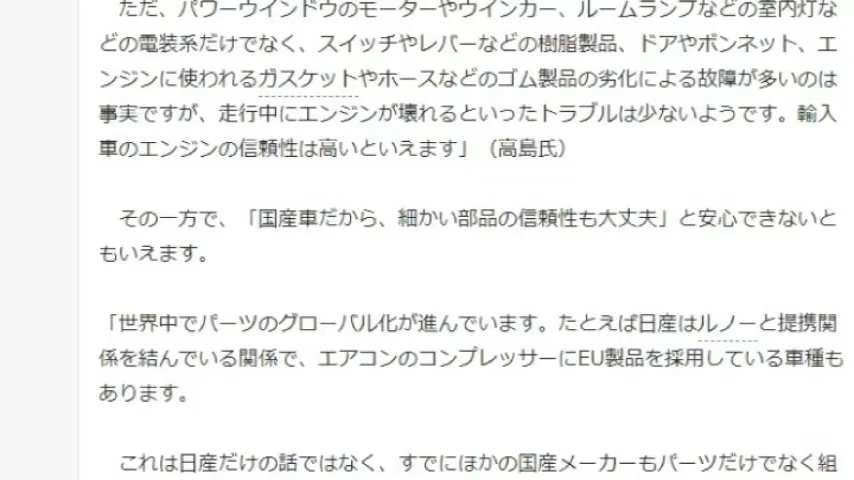 ただ、パワーウインドウのモーターやウインカー、ルームランプなどの室内灯な
どの電装系だけでなく、スイッチやレバーなどの樹脂製品、ドアやボンネット、エ
ンジンに使われるガスケットやホースなどのゴム製品の劣化による故障が多いのは
事実ですが、走行中にエンジンが壊れるといったトラブルは少ないようです。輸入
車のエンジンの信頼性は高いといえます」（高島氏）
その一方で、「国産車だから、細かい部品の信頼性も大丈夫」と安心できないと
もいえます。
「世界中でパーツのグローバル化が進んでいます。たとえば日産はルノーと提携関
係を結んでいる関係で、エアコンのコンプレッサーにEU製品を採用している車種も
あります。
これは日産だけの話ではなく、すでにほかの国産メーカーもパーツだけでなく組